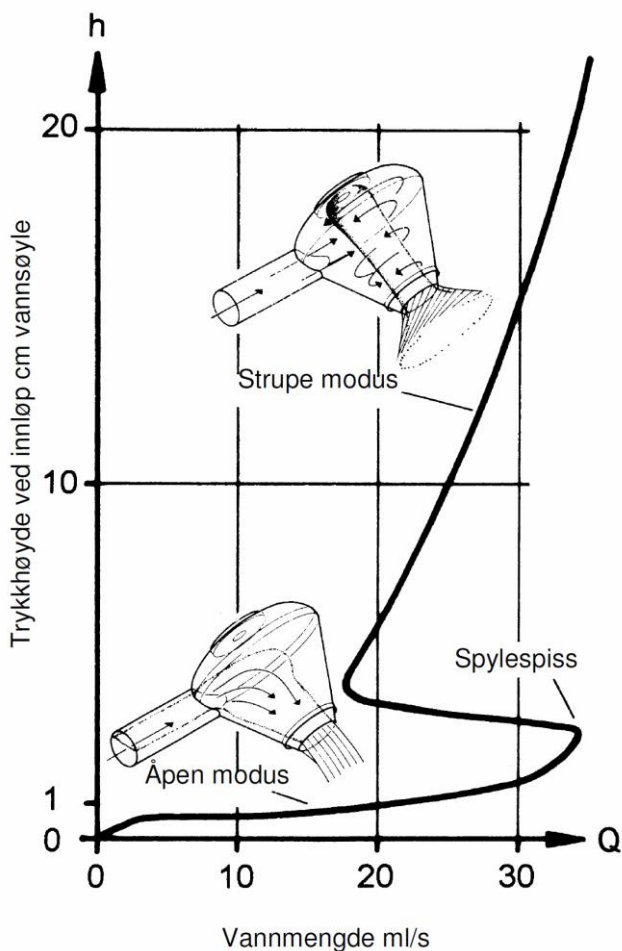 h
20
Trykkhøyde ved innløp cm vannsøyle
Strupe modus
10
Spylespiss
Åpen modus
1
0
Q
0
10
20
30
Vannmengde ml/s